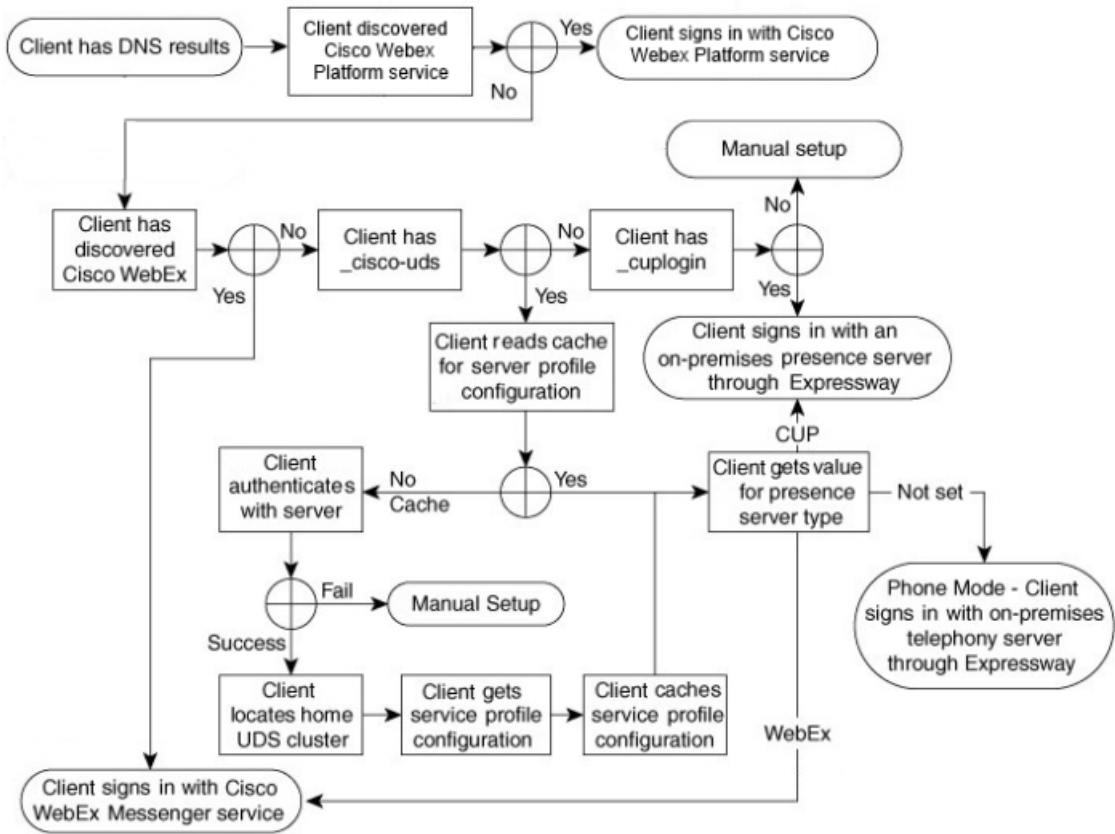 Client has DNS results
Client discovered
Cisco Webex
Platform service
Yes
Client signs in with Cisco
Webex Platform service
No
Manual setup
No
Client has
discovered
Cisco WebEx
No
Client has
_cisco-uds
No
Client has
_cuplogin
Yes
Yes
Yes
Client signs in with an
on-premises presence server
through Expressway
Client reads cache
for server profile
configuration
CUP
Client
authenticates
with server
No
Cache
Yes
Client gets value
for presence
server type
Not set
Fail
Manual Setup
Success
Phone Mode - Client
signs in with on-premises
telephony server
through Expressway
Client
locates home
UDS cluster
Client gets
service profile
configuration
Client caches
service profile
configuration
WebEx
Client signs in with Cisco
WebEx Messenger service